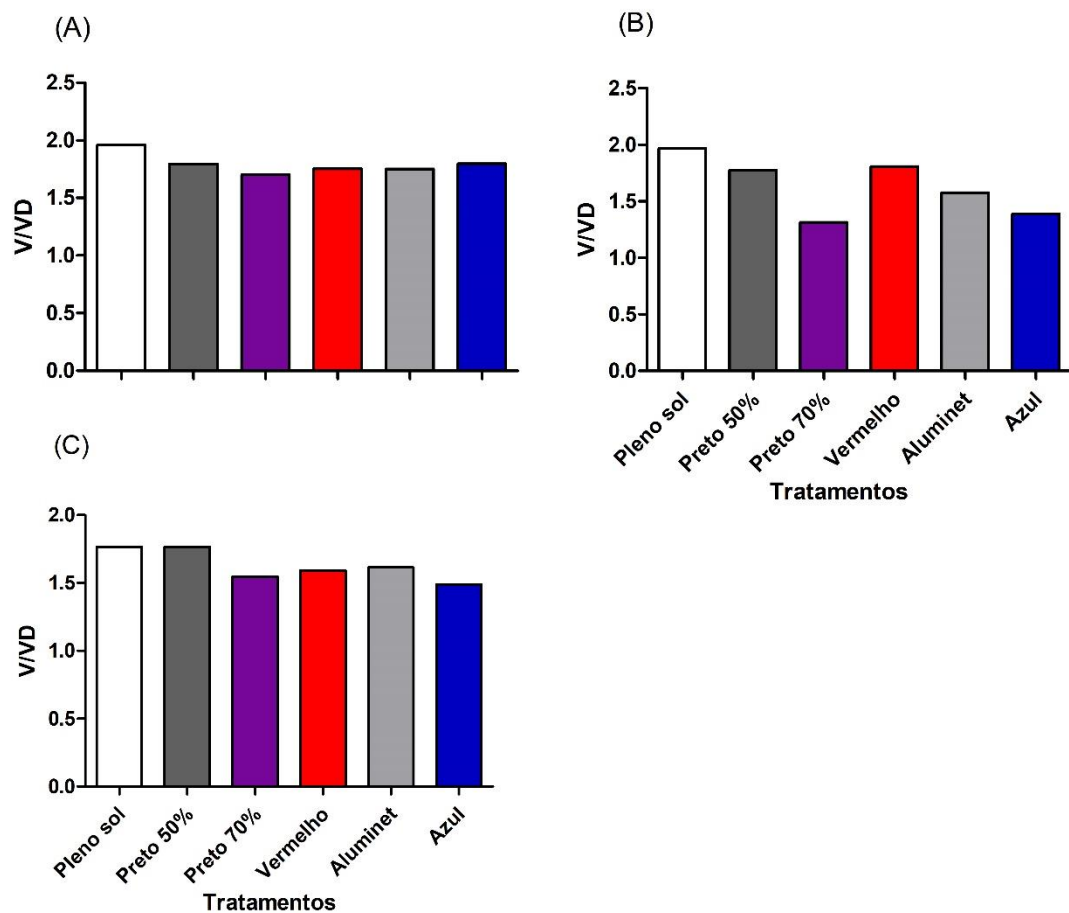 (A)
2.5
2.0
1.5
1.0
0.5
0.0
V/VD
(B)
2.5
2.0
1.5
1.0
0.5
0.0
V/VD
Pleno sol
Preto 50%
Preto 70%
Vermelho
Aluminet
Azul
Tratamentos
(C)
2.0
1.5
1.0
0.5
0.0
V/VD
Pleno sol
Preto 50%
Preto 70%
Vermelho
Aluminet
Azul
Tratamentos